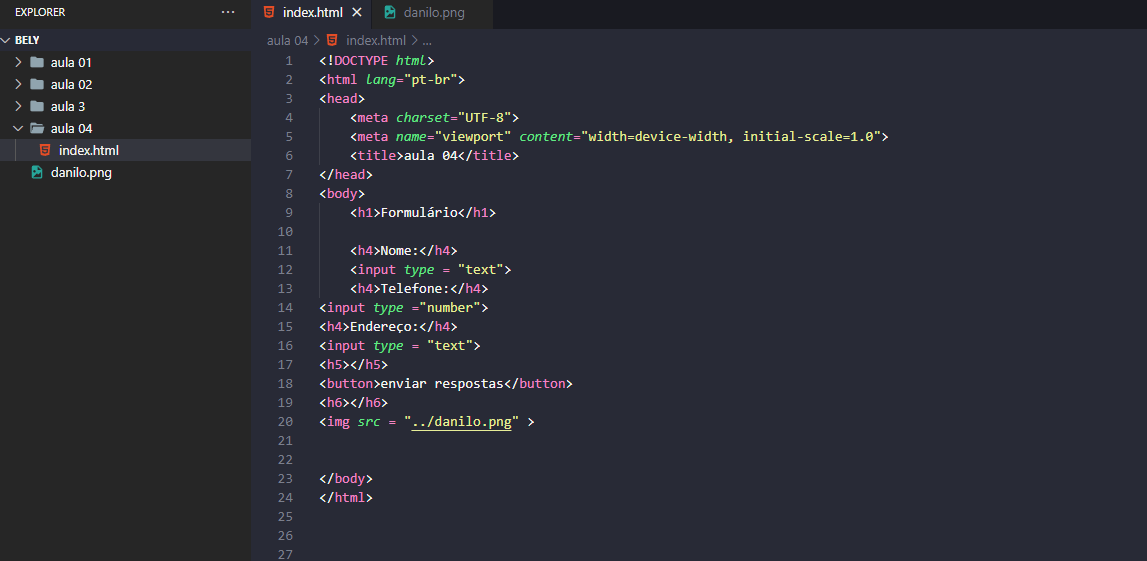 EXPLORER ...
BELY
aula 01
aula 02
aula 3
aula 04
index.html
danilo.png
index.html
danilo.png
aula 04 > index.html > ...
1 <!DOCTYPE html>
2 <html lang="pt-br">
3 <head>
4 <meta charset="UTF-8">
5 <meta name="viewport" content="width=device-width, initial-scale=1.0">
6 <title>aula 04</title>
7 </head>
8 <body>
9 <h1>Formulário</h1>
10
11 <h4>Nome:</h4>
12 <input type = "text">
13 <h4>Telefone:</h4>
14 <input type ="number">
15 <h4>Endereço:</h4>
16 <input type = "text">
17 <h5></h5>
18 <button>enviar respostas</button>
19 <h6></h6>
20 <img src = "../danilo.png" >
21
22
23 </body>
24 </html>
25
26
27